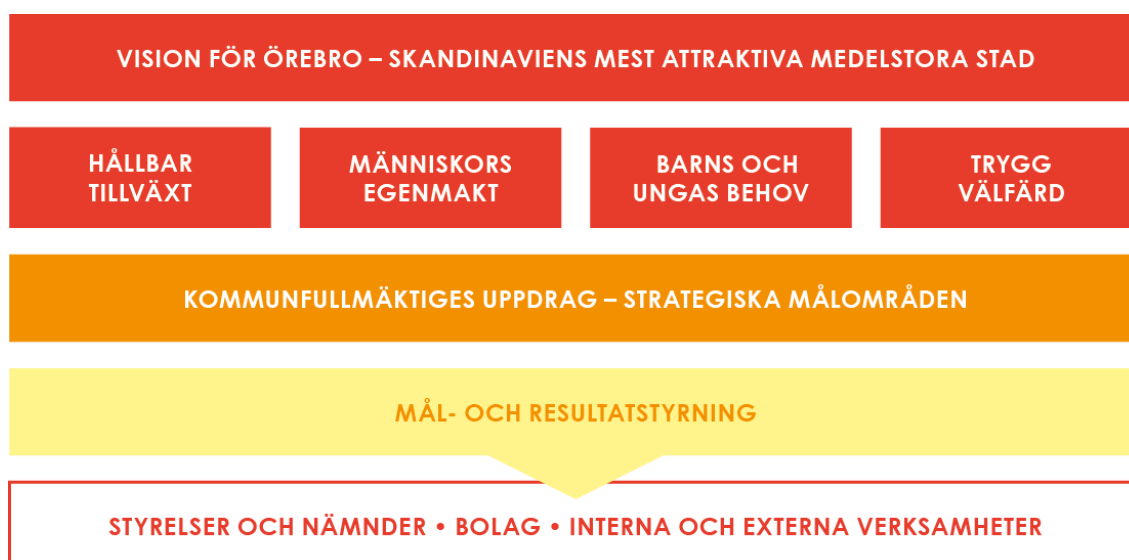 VISION FÖR ÖREBRO – SKANDINAVIENS MEST ATTRAKTIVA MEDELSTORA STAD
HÅLLBAR
TILLVÄXT
MÄNNISKORS
EGENMAKT
BARNS OCH
UNGAS BEHOV
TRYGG
VÄLFÄRD
KOMMUNFULLMÄKTIGES UPPDRAG – STRATEGISKA MÅLOMRÅDEN
MÅL- OCH RESULTATSTYRNING
STYRELSER OCH NÄMNDER • BOLAG • INTERNA OCH EXTERNA VERKSAMHETER